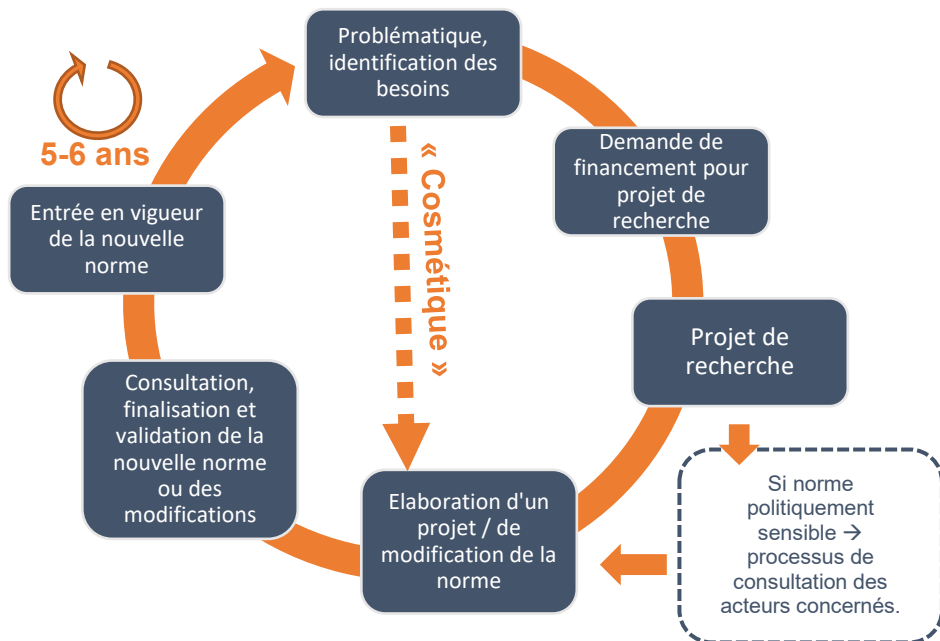 Problématique,
identification des
besoins
5-6 ans
« Cosmétique »
Demande de
financement pour
projet de
recherche
Entrée en vigueur
de la nouvelle
norme
Projet de
recherche
Consultation,
finalisation et
validation de la
nouvelle norme
ou des
modifications
Elaboration d'un
projet / de
modification de la
norme
Si norme
politiquement
sensible →
processus de
consultation des
acteurs concernés.